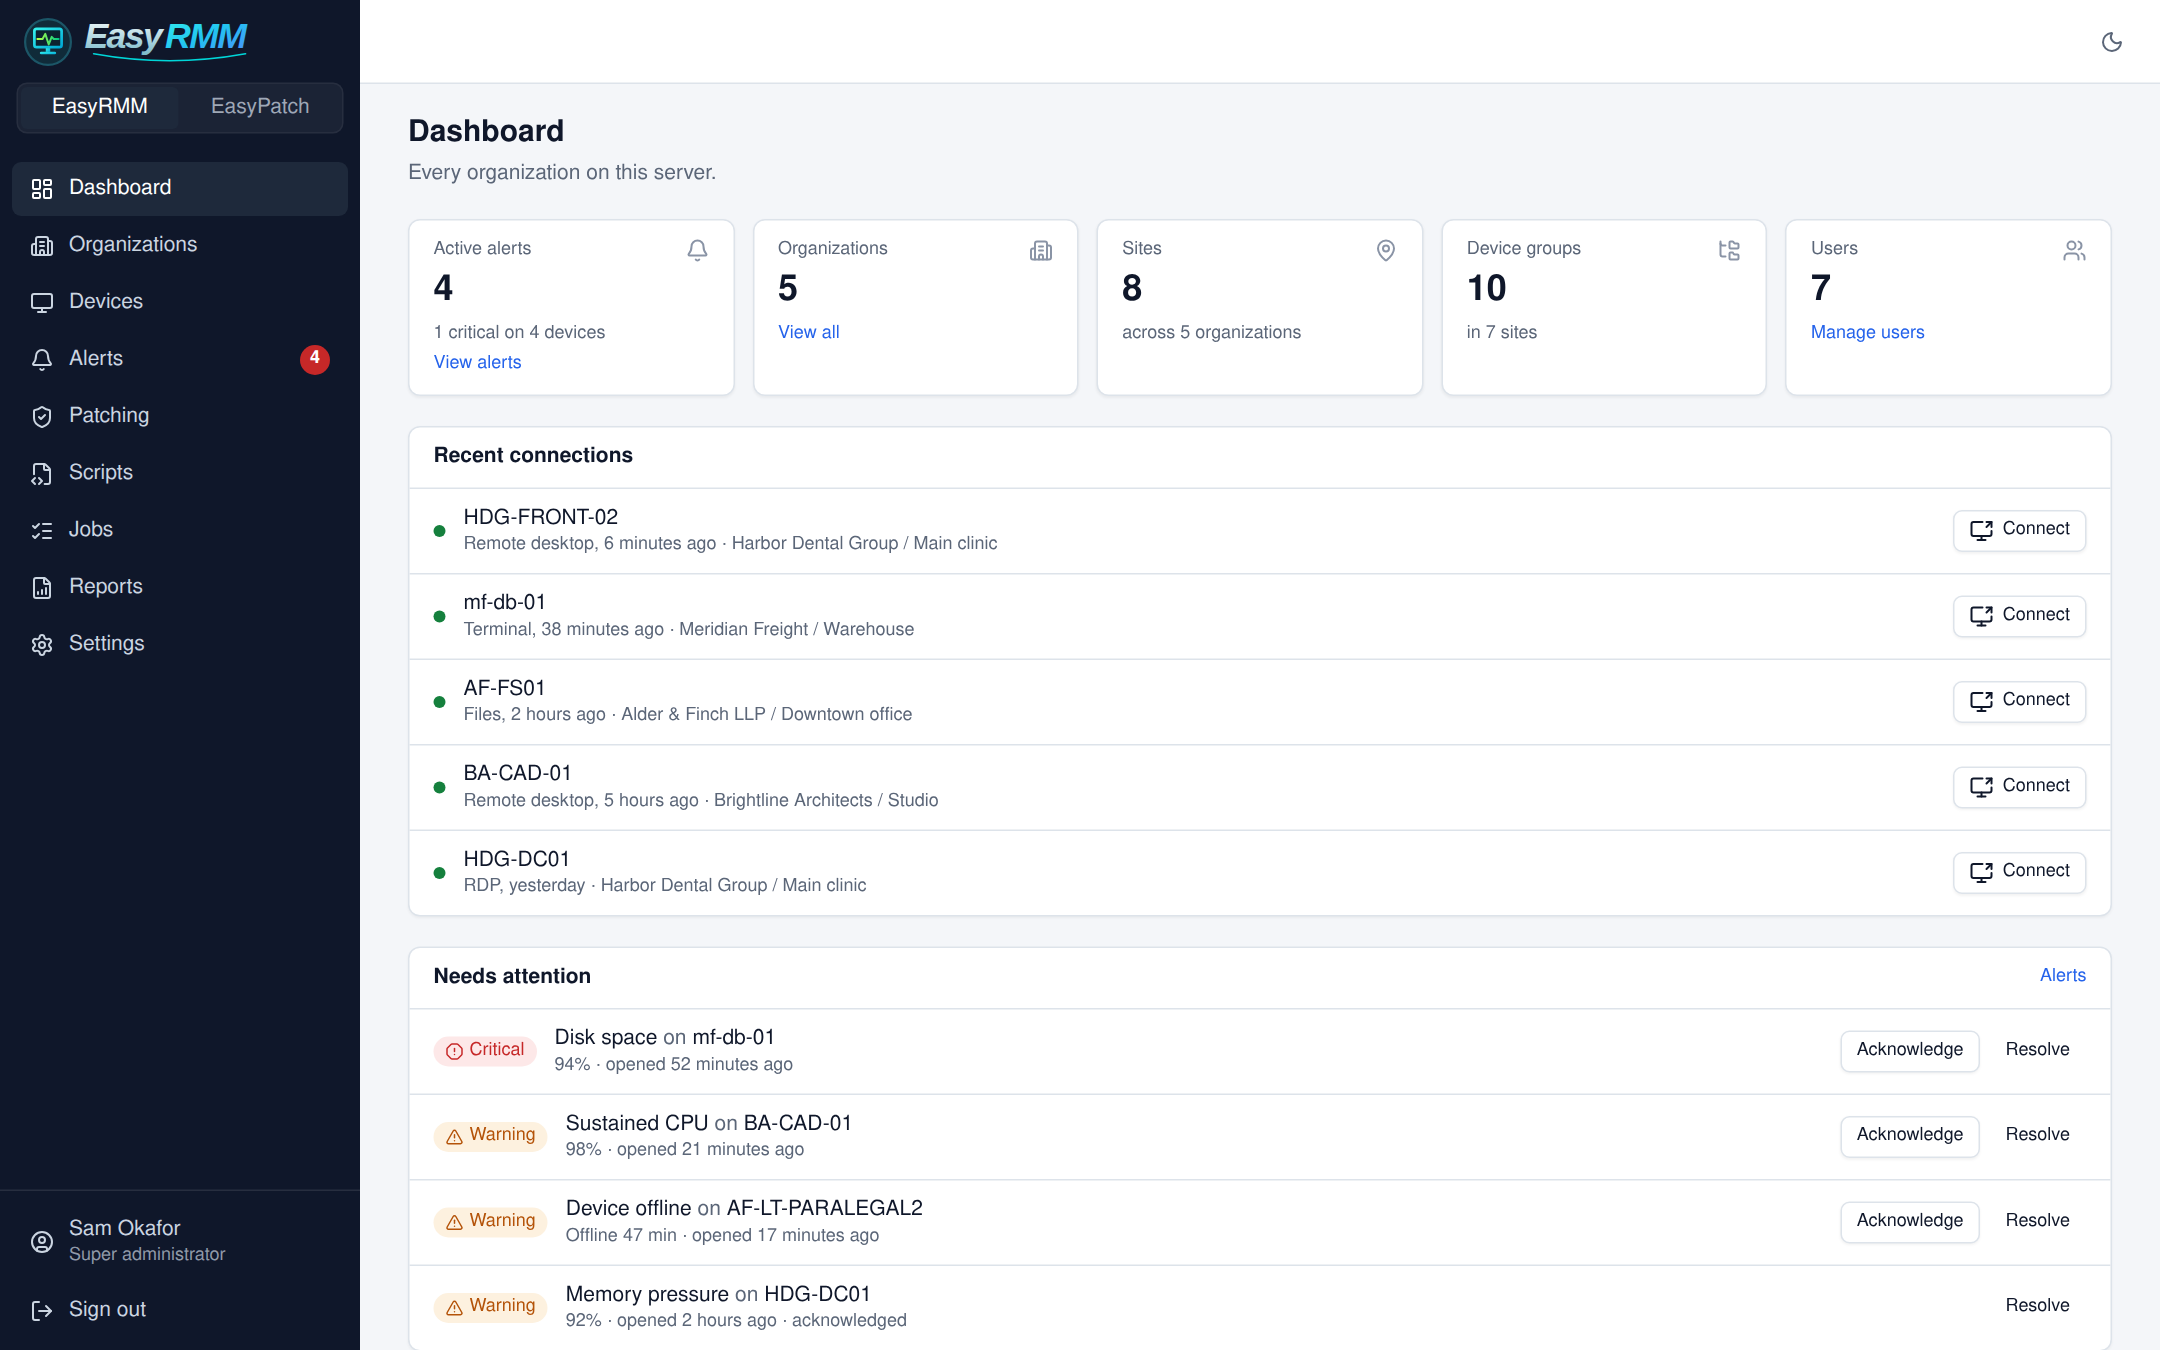 EasyRMM
EasyRMM EasyPatch
Dashboard
Organizations
Devices
Alerts 4
Patching
Scripts
Jobs
Reports
Settings
Sam Okafor
Super administrator
Sign out
Dashboard
Every organization on this server.
Active alerts
4
1 critical on 4 devices
View alerts
Organizations
5
View all
Sites
8
across 5 organizations
Device groups
10
in 7 sites
Users
7
Manage users
Recent connections
HDG-FRONT-02
Remote desktop, 6 minutes ago · Harbor Dental Group / Main clinic
Connect
mf-db-01
Terminal, 38 minutes ago · Meridian Freight / Warehouse
Connect
AF-FS01
Files, 2 hours ago · Alder & Finch LLP / Downtown office
Connect
BA-CAD-01
Remote desktop, 5 hours ago · Brightline Architects / Studio
Connect
HDG-DC01
RDP, yesterday · Harbor Dental Group / Main clinic
Connect
Needs attention
Alerts
Critical
Disk space on mf-db-01
94% · opened 52 minutes ago
Acknowledge Resolve
Warning
Sustained CPU on BA-CAD-01
98% · opened 21 minutes ago
Acknowledge Resolve
Warning
Device offline on AF-LT-PARALEGAL2
Offline 47 min · opened 17 minutes ago
Acknowledge Resolve
Warning
Memory pressure on HDG-DC01
92% · opened 2 hours ago · acknowledged
Resolve